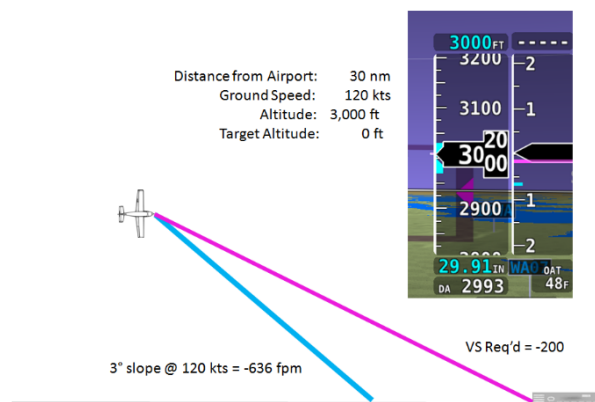 3000FT -----
Distance from Airport: 30 nm
Ground Speed: 120 kts
Altitude: 3,000 ft
Target Altitude: 0 ft
3200
2
3100
1
20
30 00
2900
1
2
29.91IN
OAT
DA 2993
48F
VS Req'd = -200
3° slope @ 120 kts = -636 fpm